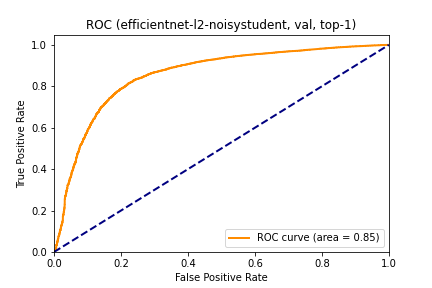 ROC (efficientnet-l2-noisystudent, val, top-1)
True Positive Rate
1.0
0.8
0.6
0.4
0.2
0.0
ROC curve (area = 0.85)
0.0 0.2 0.4 0.6 0.8 1.0
False Positive Rate